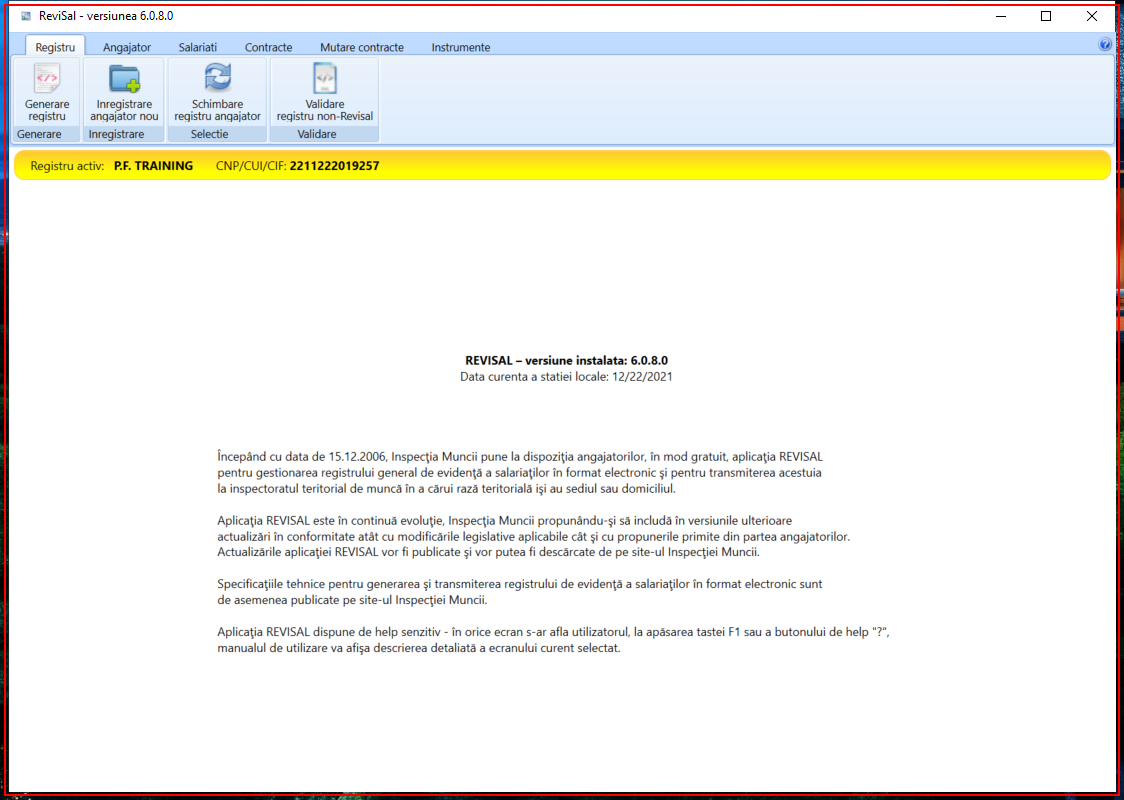 ReviSal - versiunea 6.0.8.0
Registru Angajator Salariati Contracte Mutare contracte Instrumente
Generare registru
Inregistrare angajator nou
Schimbare registru angajator
Validare registru non-Revisal
Generare Inregistrare Selectie Validare
Registru activ: P.F. TRAINING CNP/CUI/CIF: 2211222019257
REVISAL – versiune instalata: 6.0.8.0
Data curenta a statiei locale: 12/22/2021
Începând cu data de 15.12.2006, Inspecţia Muncii pune la dispoziţia angajatorilor, în mod gratuit, aplicaţia REVISAL
pentru gestionarea registrului general de evidenţă a salariaţilor în format electronic şi pentru transmiterea acestuia
la inspectoratul teritorial de muncă în a cărui rază teritorială işi au sediul sau domiciliul.
Aplicaţia REVISAL este în continuă evoluţie, Inspecţia Muncii propunându-şi să includă în versiunile ulterioare
actualizări în conformitate atât cu modificările legislative aplicabile cât şi cu propunerile primite din partea angajatorilor.
Actualizările aplicaţiei REVISAL vor fi publicate şi vor putea fi descărcate de pe site-ul Inspecţiei Muncii.
Specificaţiile tehnice pentru generarea şi transmiterea registrului de evidenţă a salariaţilor în format electronic sunt
de asemenea publicate pe site-ul Inspecţiei Muncii.
Aplicaţia REVISAL dispune de help senzitiv - în orice ecran s-ar afla utilizatorul, la apăsarea tastei F1 sau a butonului de help "?",
manualul de utilizare va afişa descrierea detaliată a ecranului curent selectat.